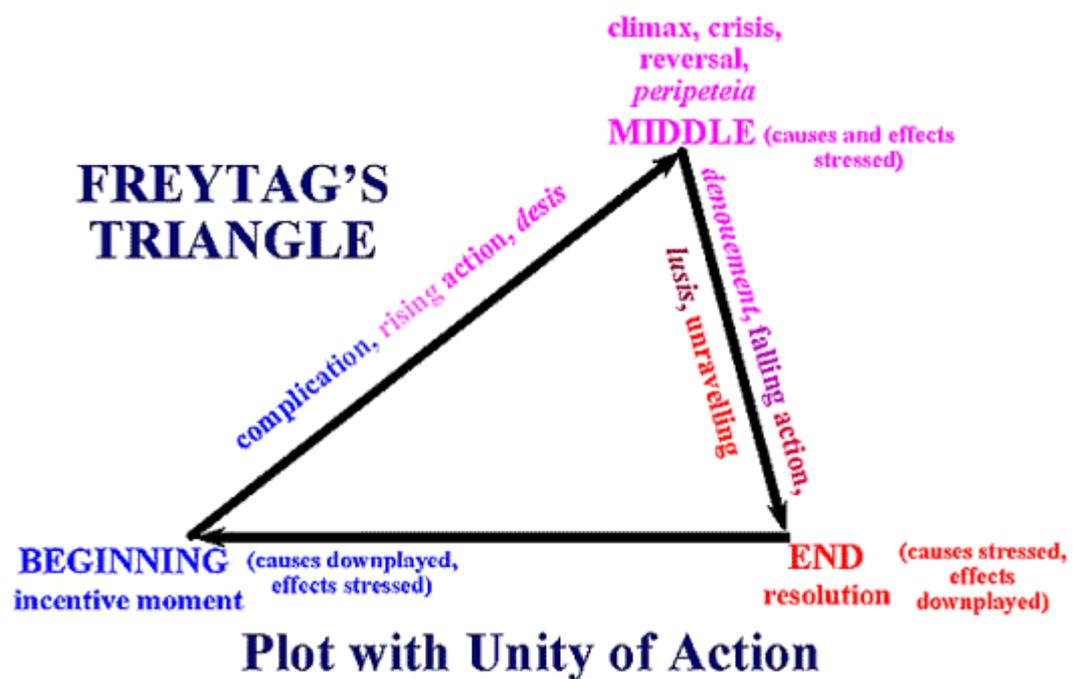 climax, crisis,
reversal,
peripeteia
MIDDLE (causes and effects
stressed)
FREYTAG'S
TRIANGLE
complication, rising action, desis
denouement, falling action,
lusis, unravelling
BEGINNING (causes downplayed,
effects stressed)
incentive moment
END
resolution
(causes stressed,
effects
downplayed)
Plot with Unity of Action